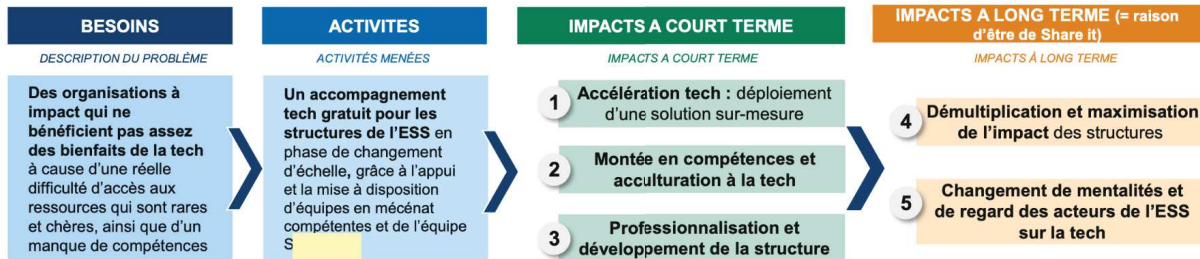 BESOINS
DESCRIPTION DU PROBLÈME
Des organisations à
impact qui ne
bénéficient pas assez
des bienfaits de la tech
à cause d'une réelle
difficulté d'accès aux
ressources qui sont rares
et chères, ainsi que d'un
manque de compétences
ACTIVITES
ACTIVITÉS MENÉES
Un accompagnement
tech gratuit pour les
structures de l'ESS en
phase de changement
d'échelle, grâce à l'appui
et la mise à disposition
d'équipes en mécénat
compétentes et de l'équipe
S
IMPACTS A COURT TERME
IMPACTS A COURT TERME
1 Accélération tech : déploiement
d'une solution sur-mesure
2 Montée en compétences et
acculturation à la tech
3 Professionnalisation et
développement de la structure
IMPACTS A LONG TERME (= raison
d'être de Share it)
IMPACTS À LONG TERME
4 Démultiplication et maximisation
de l'impact des structures
5 Changement de mentalités et
de regard des acteurs de l'ESS
sur la tech